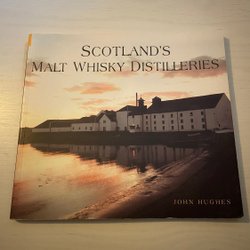 SCOTLAND'S
MALT WHISKY DISTILLERIES
JOHN HUGHES